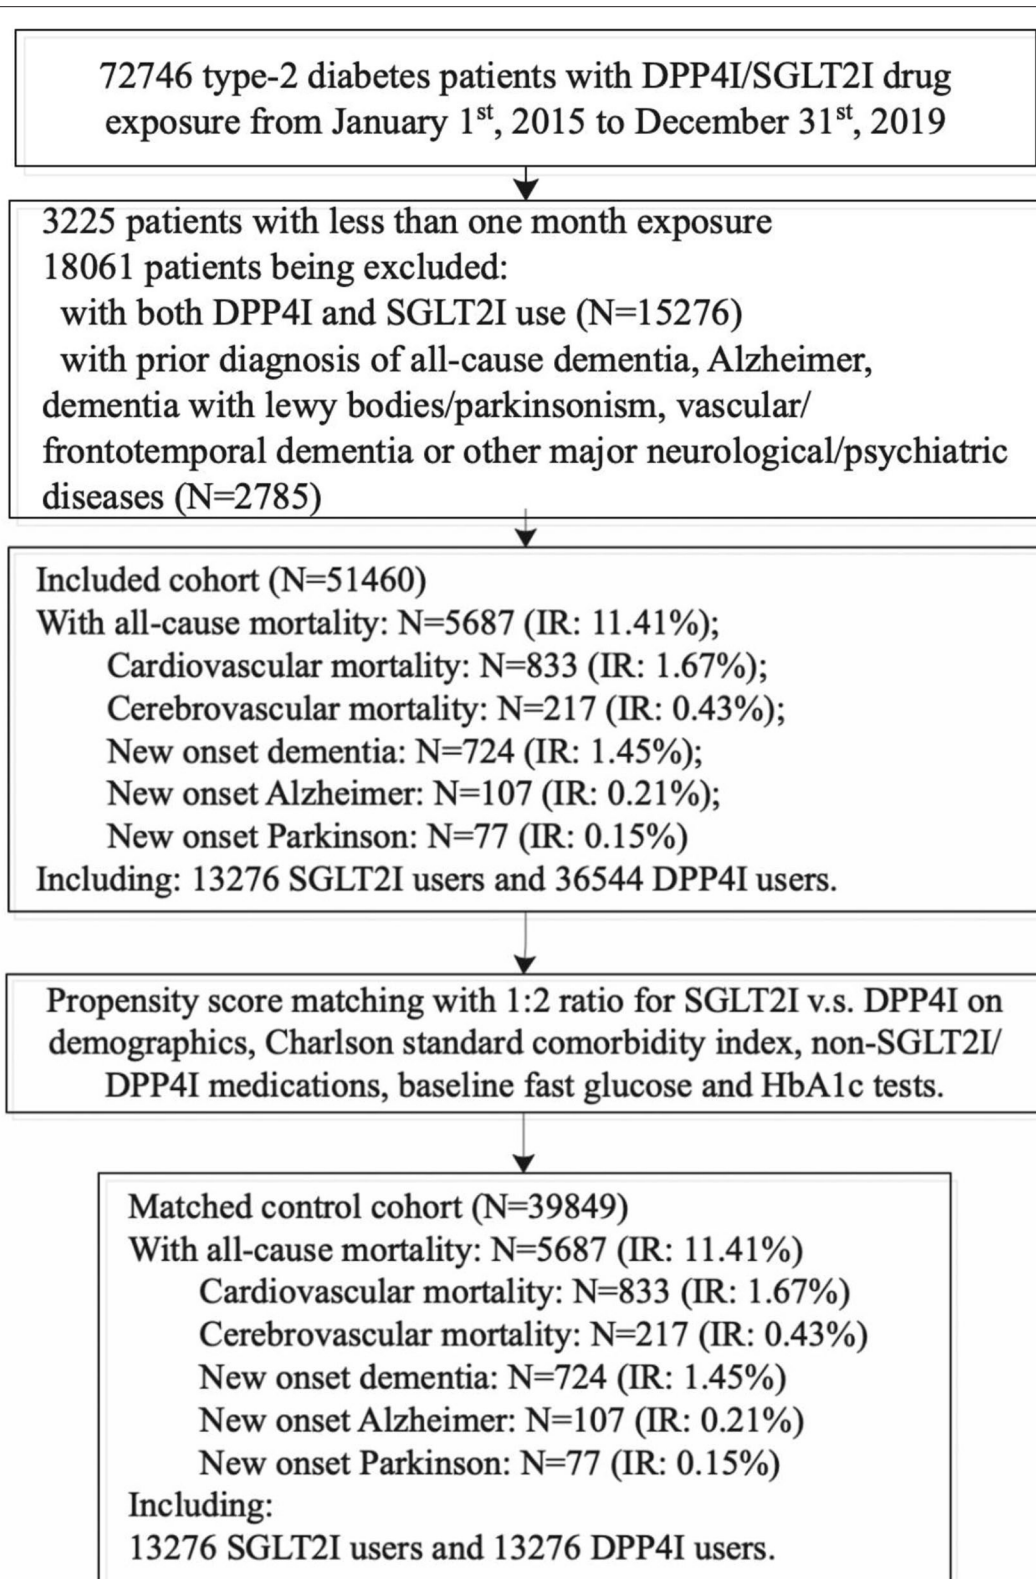 72746 type-2 diabetes patients with DPP4I/SGLT2I drug
exposure from January 1st, 2015 to December 31st, 2019
3225 patients with less than one month exposure
18061 patients being excluded:
with both DPP4I and SGLT2I use (N=15276)
with prior diagnosis of all-cause dementia, Alzheimer,
dementia with lewy bodies/parkinsonism, vascular/
frontotemporal dementia or other major neurological/psychiatric
diseases (N=2785)
Included cohort (N=51460)
With all-cause mortality: N=5687 (IR: 11.41%);
Cardiovascular mortality: N=833 (IR: 1.67%);
Cerebrovascular mortality: N=217 (IR: 0.43%);
New onset dementia: N=724 (IR: 1.45%);
New onset Alzheimer: N=107 (IR: 0.21%);
New onset Parkinson: N=77 (IR: 0.15%)
Including: 13276 SGLT2I users and 36544 DPP4I users.
Propensity score matching with 1:2 ratio for SGLT2I v.s. DPP4I on
demographics, Charlson standard comorbidity index, non-SGLT2I/
DPP4I medications, baseline fast glucose and HbA1c tests.
Matched control cohort (N=39849)
With all-cause mortality: N=5687 (IR: 11.41%)
Cardiovascular mortality: N=833 (IR: 1.67%)
Cerebrovascular mortality: N=217 (IR: 0.43%)
New onset dementia: N=724 (IR: 1.45%)
New onset Alzheimer: N=107 (IR: 0.21%)
New onset Parkinson: N=77 (IR: 0.15%)
Including:
13276 SGLT2I users and 13276 DPP4I users.